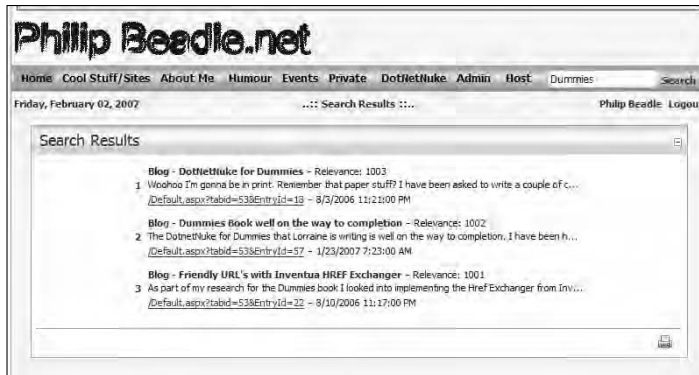 Philip Beadle.net
Home Cool Stuff/Sites About Me Humour Events Private DotNetNuke Admin Host Dummies Search
Friday, February 02, 2007 ..:: Search Results ::.. Philip Beadle Logou
Search Results
Blog - DotNetNuke for Dummies - Relevance: 1003
1 Woohoo I'm gonna be in print. Remember that paper stuff? I have been asked to write a couple of c...
/Default.aspx?tabid=53&EntryId=18 - 8/3/2006 11:21:00 PM
Blog - Dummies Book well on the way to completion - Relevance: 1002
2 The DotnetNuke for Dummies that Lorraine is writing is well on the way to completion. I have been h...
/Default.aspx?tabid=53&EntryId=57 - 1/23/2007 7:23:00 AM
Blog - Friendly URL's with Inventua HREF Exchanger - Relevance: 1001
3 As part of my research for the Dummies book I looked into implementing the Href Exchanger from Inv...
/Default.aspx?tabid=53&EntryId=22 - 8/10/2006 11:17:00 PM